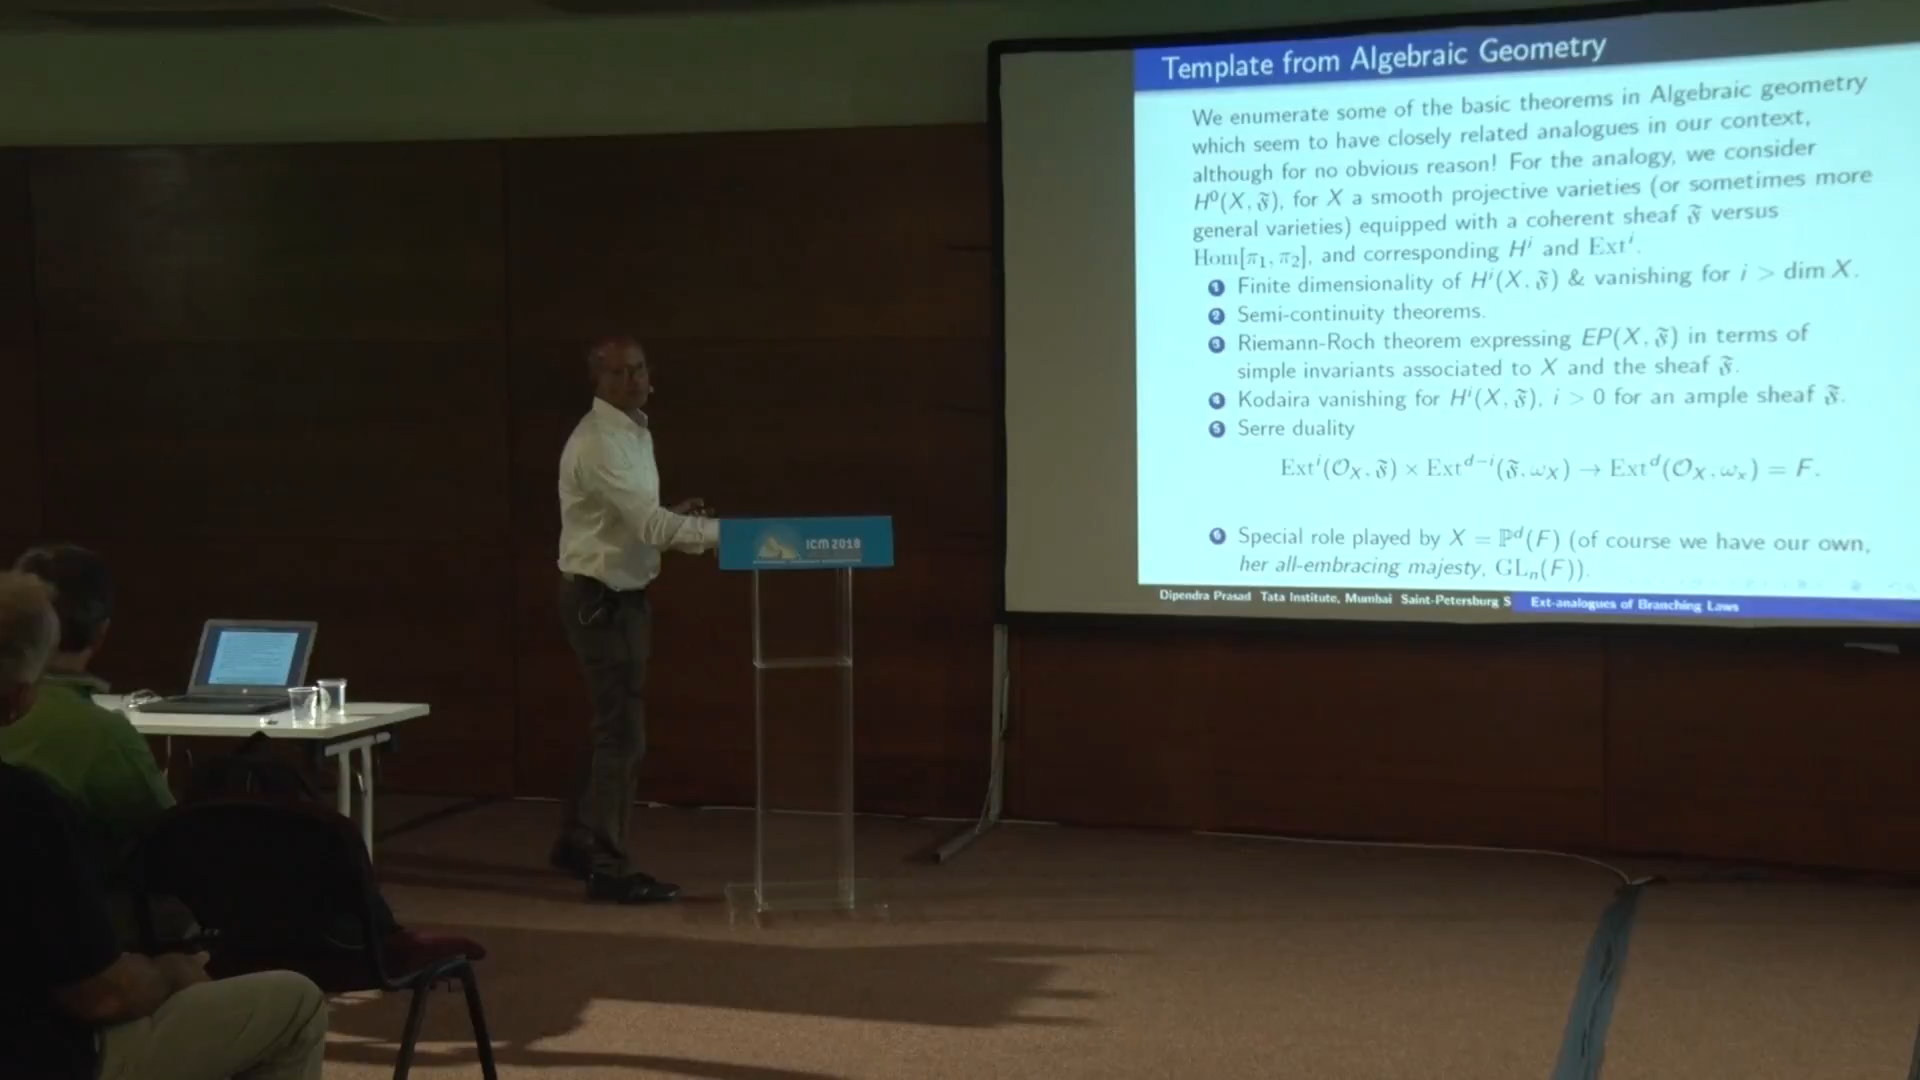 Template from Algebraic Geometry
We enumerate some of the basic theorems in Algebraic geometry
which seem to have closely related analogues in our context,
although for no obvious reason! For the analogy, we consider
H⁰(X, 𝔉), for X a smooth projective varieties (or sometimes more
general varieties) equipped with a coherent sheaf 𝔉 versus
Hom[π₁, π₂], and corresponding Hⁱ and Extⁱ.
1 Finite dimensionality of Hⁱ(X, 𝔉) & vanishing for i > dim X.
2 Semi-continuity theorems.
3 Riemann-Roch theorem expressing EP(X, 𝔉) in terms of
simple invariants associated to X and the sheaf 𝔉.
4 Kodaira vanishing for Hⁱ(X, 𝔉), i > 0 for an ample sheaf 𝔉.
5 Serre duality
Extⁱ(𝒪_X, 𝔉) × Ext^{d−i}(𝔉, ω_X) → Ext^d(𝒪_X, ω_x) = F.
6 Special role played by X = ℙ^d(F) (of course we have our own,
her all-embracing majesty, GLₙ(F)).
Dipendra Prasad Tata Institute, Mumbai Saint-Petersburg S Ext-analogues of Branching Laws
ICM 2018